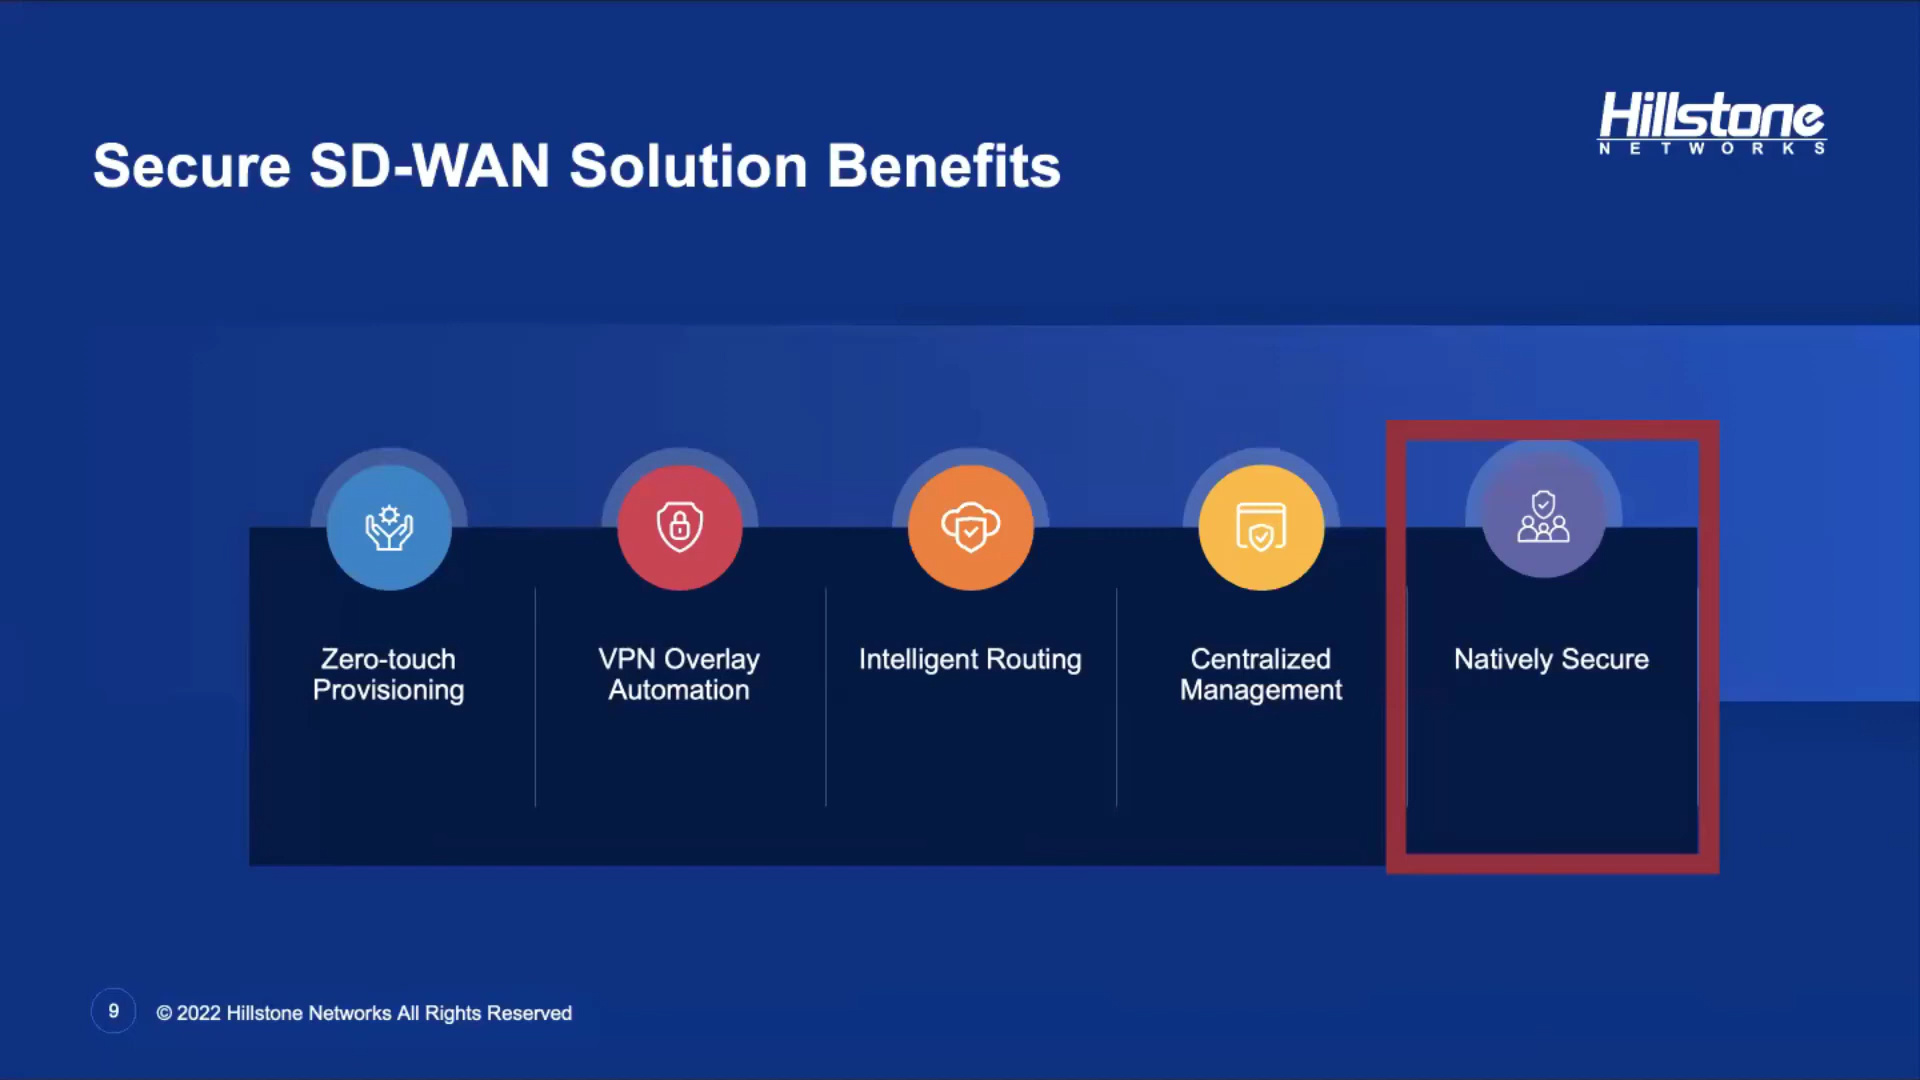 Hillstone
NETWORKS
Secure SD-WAN Solution Benefits
Zero-touch
Provisioning
VPN Overlay
Automation
Intelligent Routing
Centralized
Management
Natively Secure
9
© 2022 Hillstone Networks All Rights Reserved